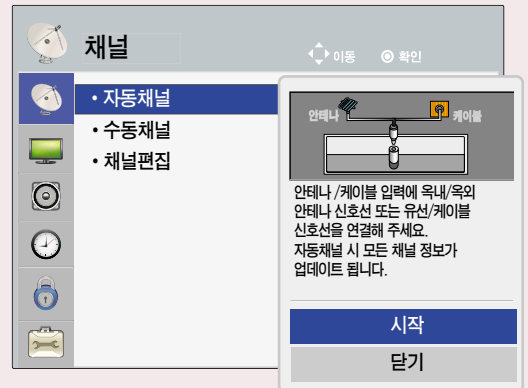 채널
이동 확인
• 자동채널
• 수동채널
• 채널편집
안테나 케이블
안테나 /케이블 입력에 옥내/옥외
안테나 신호선 또는 유선/케이블
신호선을 연결해 주세요.
자동채널 시 모든 채널 정보가
업데이트 됩니다.
시작
닫기